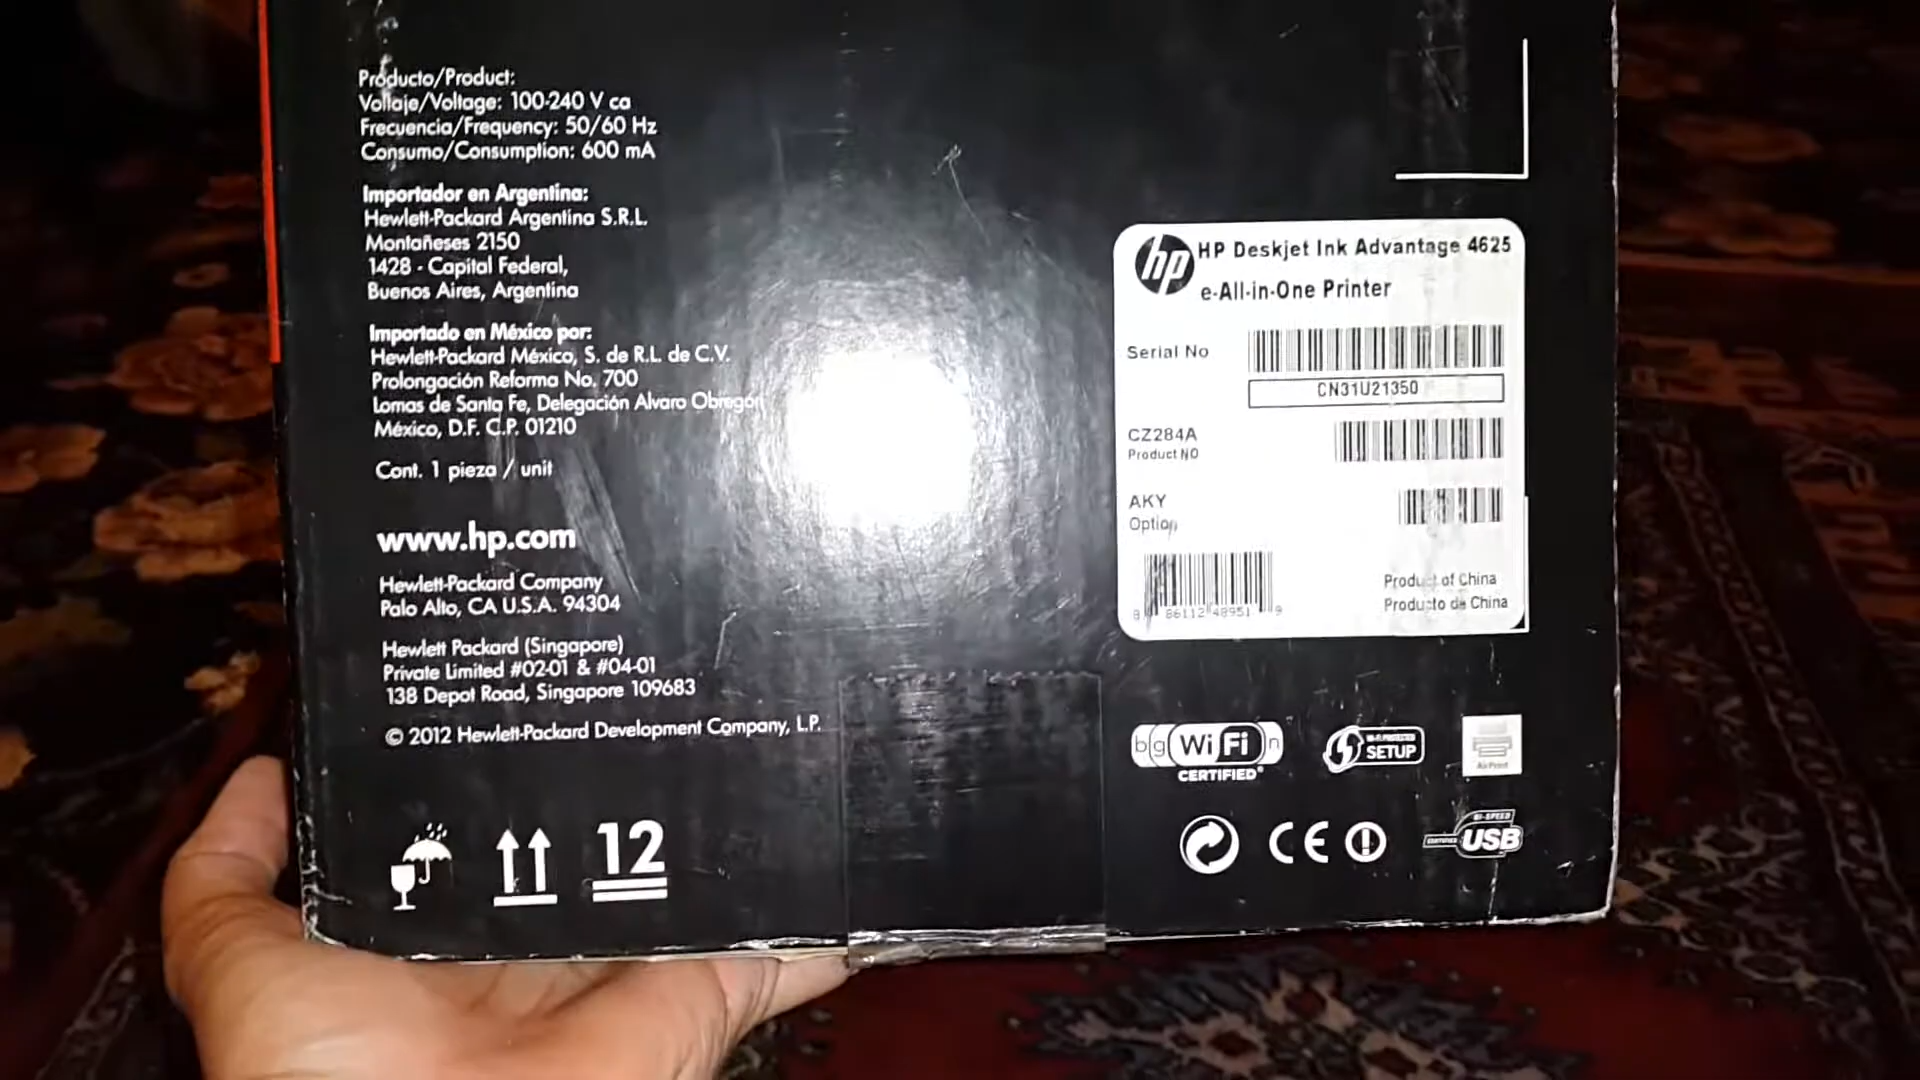 Producto/Product:
Voltaje/Voltage: 100-240 V ca
Frecuencia/Frequency: 50/60 Hz
Consumo/Consumption: 600 mA
Importador en Argentina:
Hewlett-Packard Argentina S.R.L.
Montañeses 2150
1428 - Capital Federal,
Buenos Aires, Argentina
Importado en México por:
Hewlett-Packard México, S. de R.L. de C.V.
Prolongación Reforma No. 700
Lomas de Santa Fe, Delegación Alvaro Obregón
México, D.F. C.P. 01210
Cont. 1 pieza / unit
www.hp.com
Hewlett-Packard Company
Palo Alto, CA U.S.A. 94304
Hewlett Packard (Singapore)
Private Limited #02-01 & #04-01
138 Depot Road, Singapore 109683
© 2012 Hewlett-Packard Development Company, L.P.
12
hp
HP Deskjet Ink Advantage 4625
e-All-in-One Printer
Serial No
CN31U21350
CZ284A
Product NO
AKY
Option
8 86112 48951 9
Product of China
Producto de China
b g Wi Fi n
CERTIFIED®
Wi-Fi PROTECTED
SETUP
AirPrint
CE
HI-SPEED
CERTIFIED USB